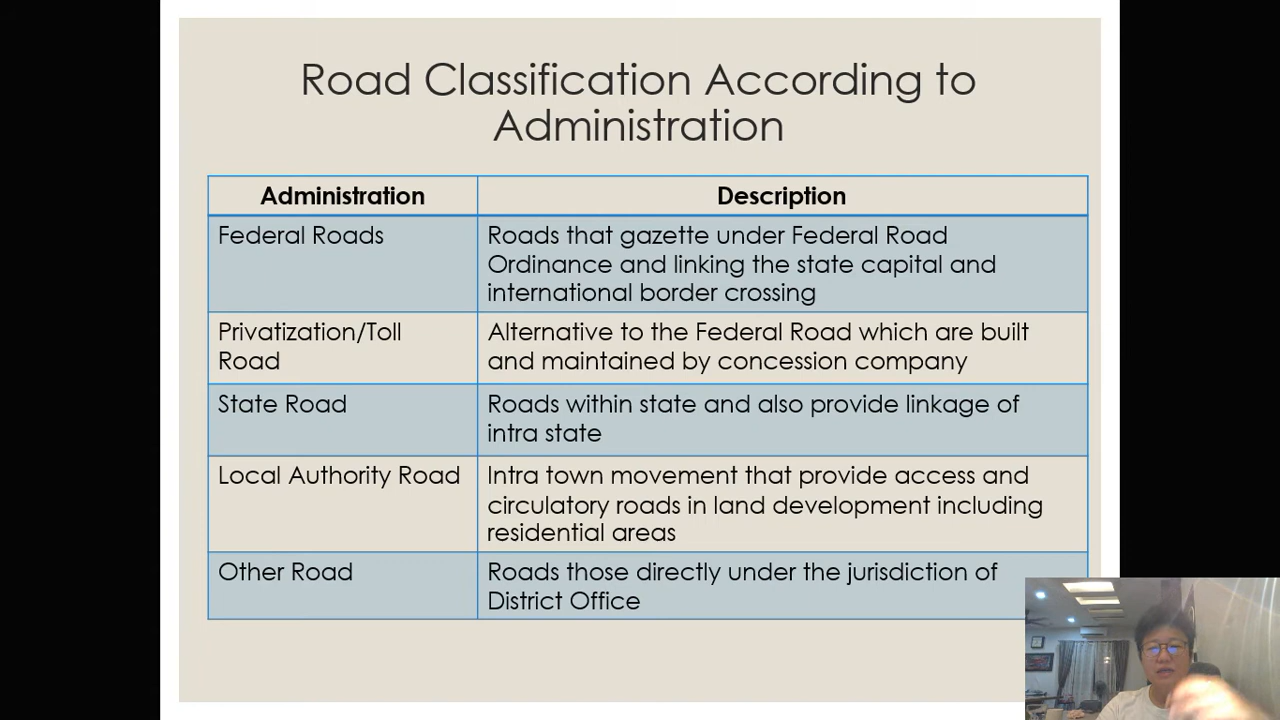 Road Classification According to
Administration
Administration
Description
Federal Roads
Roads that gazette under Federal Road
Ordinance and linking the state capital and
international border crossing
Privatization/Toll
Road
Alternative to the Federal Road which are built
and maintained by concession company
State Road
Roads within state and also provide linkage of
intra state
Local Authority Road
Intra town movement that provide access and
circulatory roads in land development including
residential areas
Other Road
Roads those directly under the jurisdiction of
District Office